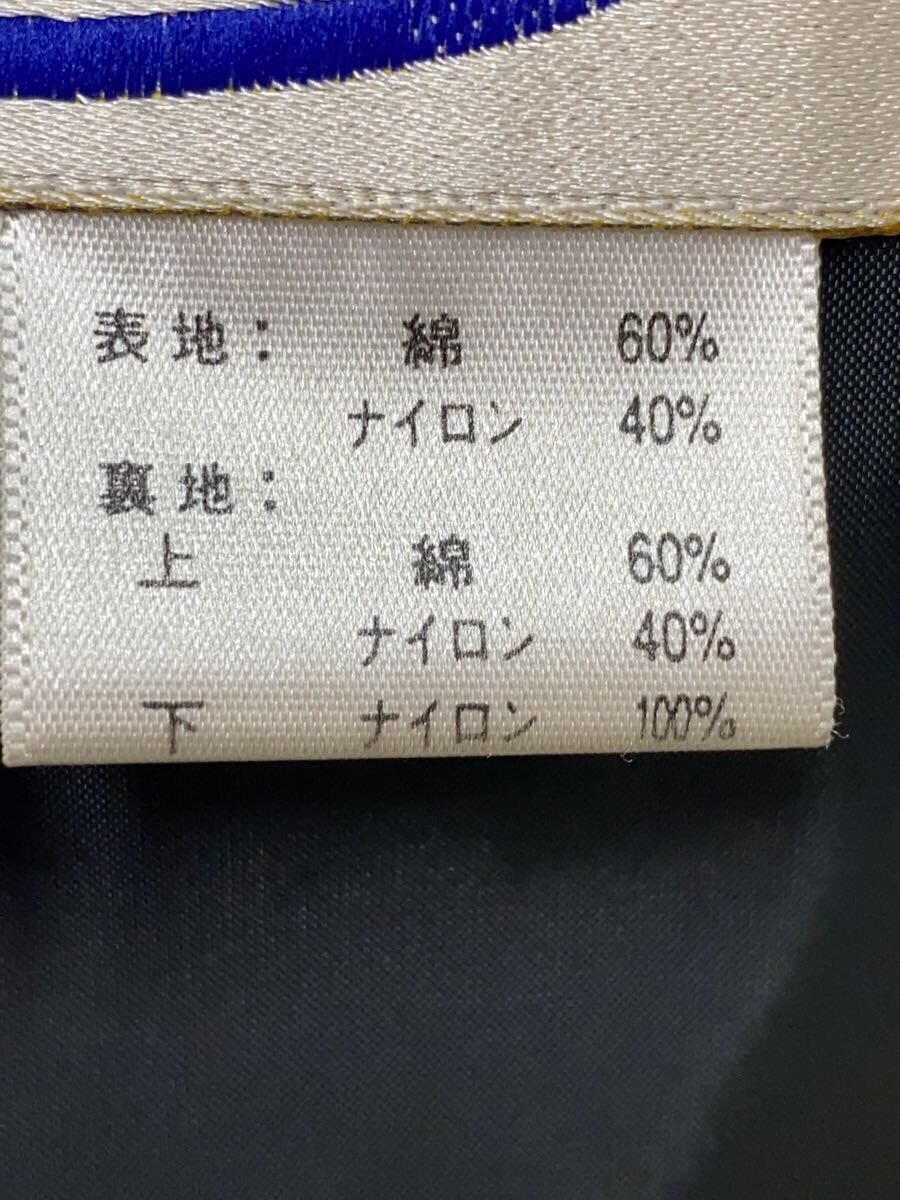 表地: 綿 60%
ナイロン 40%
裏地:
上 綿 60%
ナイロン 40%
下 ナイロン 100%